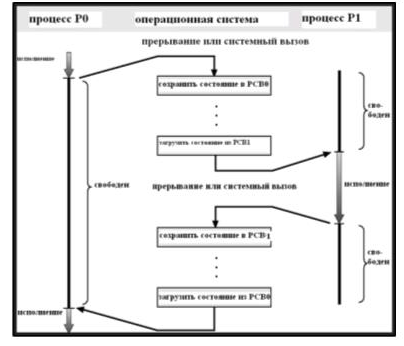 процесс P0
операционная система
процесс P1
прерывание или системный вызов
исполнение
сохранить состояние в PCB0
сво-
боден
загрузить состояние из PCB1
свободен
прерывание или системный вызов
исполнение
сохранить состояние в PCB1
сво-
боден
загрузить состояние из PCB0
исполнение